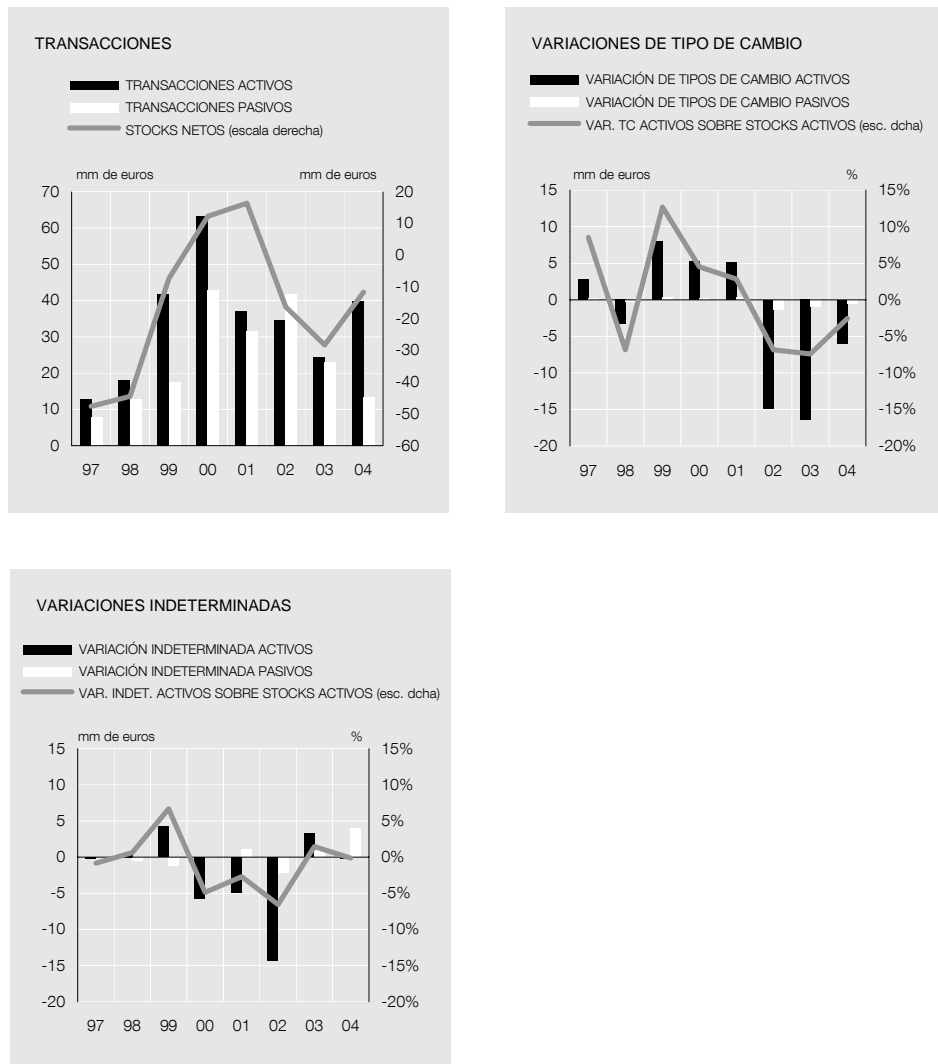 TRANSACCIONES
TRANSACCIONES ACTIVOS
TRANSACCIONES PASIVOS
STOCKS NETOS (escala derecha)
mm de euros mm de euros
70 20
60 10
50 0
40 -10
30 -20
20 -30
10 -40
0 -50
-60
97 98 99 00 01 02 03 04
VARIACIONES DE TIPO DE CAMBIO
VARIACIÓN DE TIPOS DE CAMBIO ACTIVOS
VARIACIÓN DE TIPOS DE CAMBIO PASIVOS
VAR. TC ACTIVOS SOBRE STOCKS ACTIVOS (esc. dcha)
mm de euros %
15 15%
10 10%
5 5%
0 0%
-5 -5%
-10 -10%
-15 -15%
-20 -20%
97 98 99 00 01 02 03 04
VARIACIONES INDETERMINADAS
VARIACIÓN INDETERMINADA ACTIVOS
VARIACIÓN INDETERMINADA PASIVOS
VAR. INDET. ACTIVOS SOBRE STOCKS ACTIVOS (esc. dcha)
mm de euros %
15 15%
10 10%
5 5%
0 0%
-5 -5%
-10 -10%
-15 -15%
-20 -20%
97 98 99 00 01 02 03 04